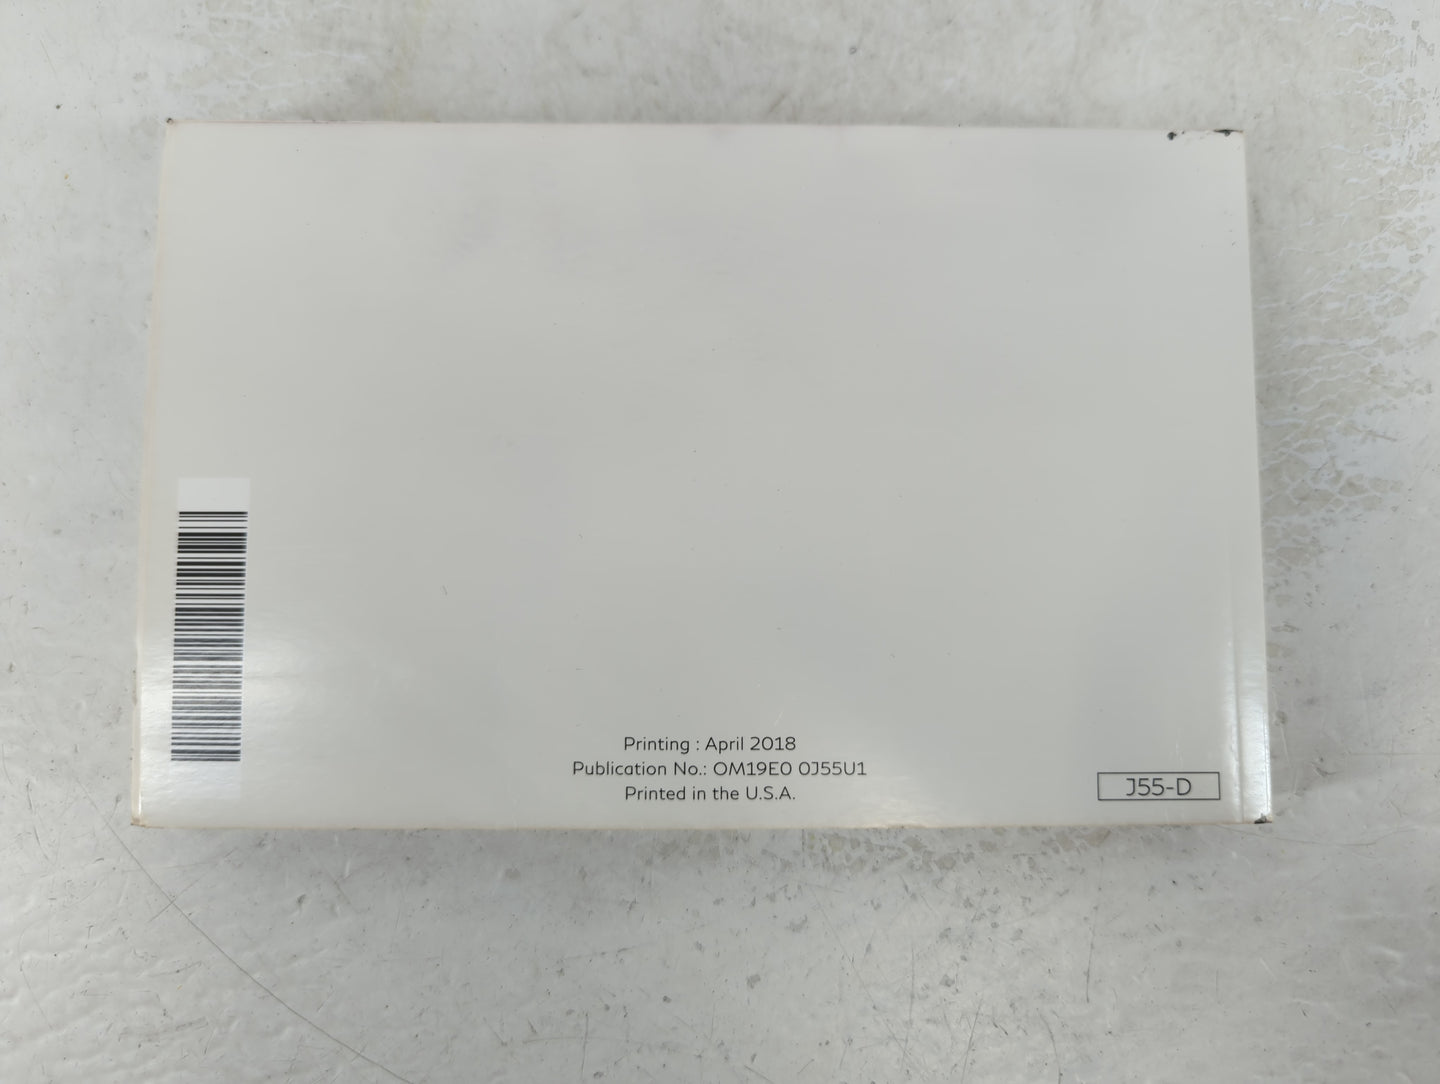 Printing : April 2018
Publication No.: OM19E0 0J55U1
Printed in the U.S.A.
J55-D